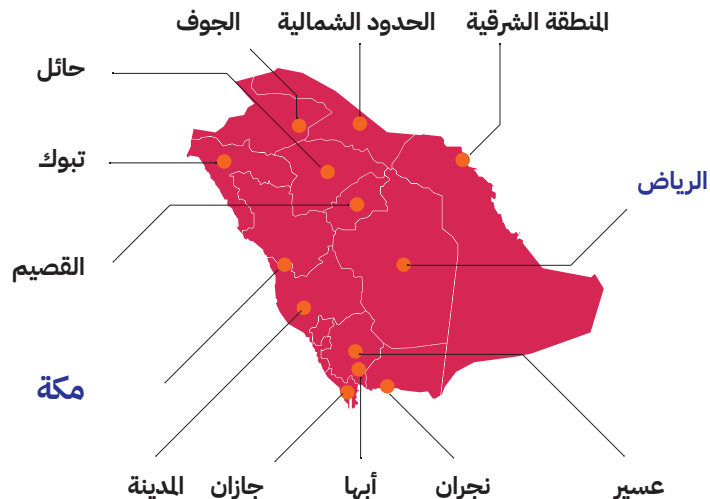 المنطقة الشرقية
الحدود الشمالية
الجوف
حائل
تبوك
الرياض
القصيم
مكة
عسير
نجران
أبها
جازان
المدينة